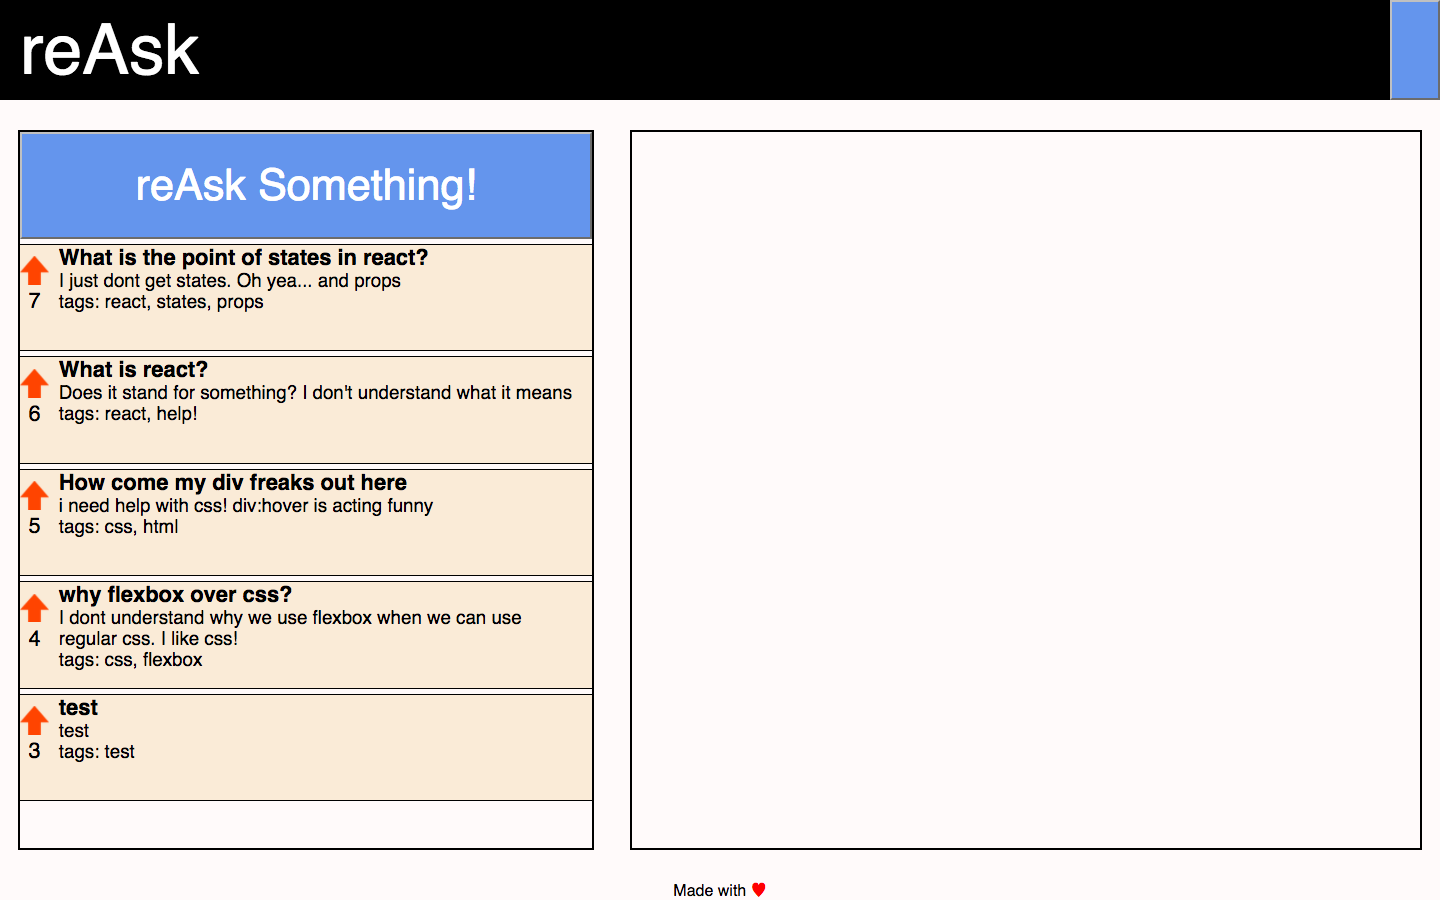 reAsk
reAsk Something!
What is the point of states in react?
I just dont get states. Oh yea... and props
7
tags: react, states, props
What is react?
Does it stand for something? I don't understand what it means
6
tags: react, help!
How come my div freaks out here
i need help with css! div:hover is acting funny
5
tags: css, html
why flexbox over css?
I dont understand why we use flexbox when we can use
4
regular css. I like css!
tags: css, flexbox
test
test
3
tags: test
Made with ♥